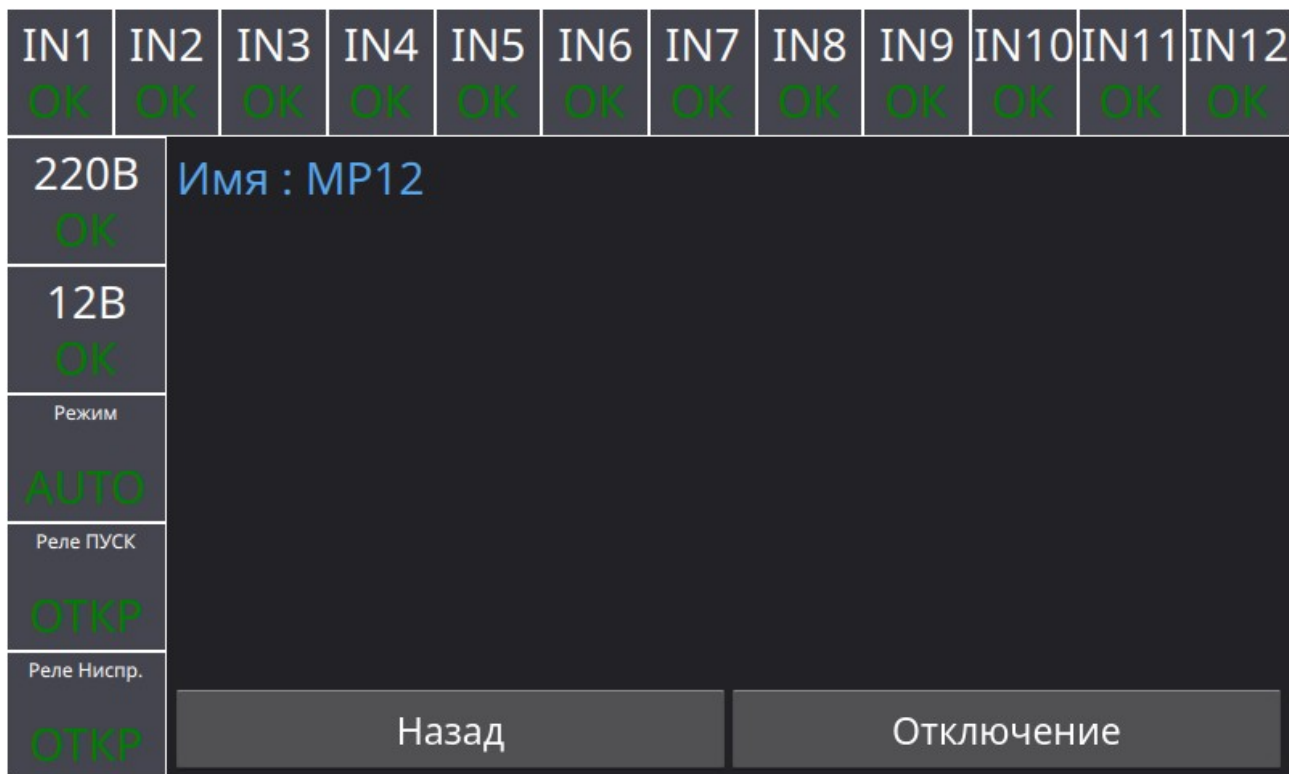 IN1 IN2 IN3 IN4 IN5 IN6 IN7 IN8 IN9 IN10 IN11 IN12
OK OK OK OK OK OK OK OK OK OK OK OK
220В
OK
Имя : МР12
12В
OK
Режим
AUTO
Реле ПУСК
ОТКР
Реле Ниспр.
ОТКР
Назад
Отключение